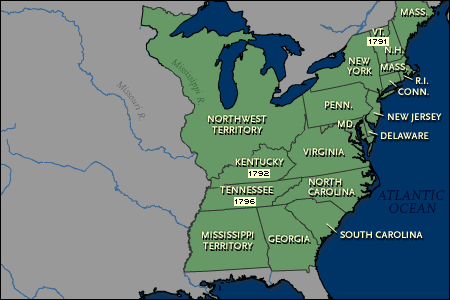 MASS.
VT.
1791
N.H.
NEW
YORK
MASS.
R.I.
CONN.
Missouri R.
Mississippi R.
PENN.
NEW JERSEY
NORTHWEST
TERRITORY
MD.
DELAWARE
KENTUCKY
1792
VIRGINIA
TENNESSEE
1796
NORTH
CAROLINA
ATLANTIC
OCEAN
MISSISSIPPI
TERRITORY
GEORGIA
SOUTH CAROLINA